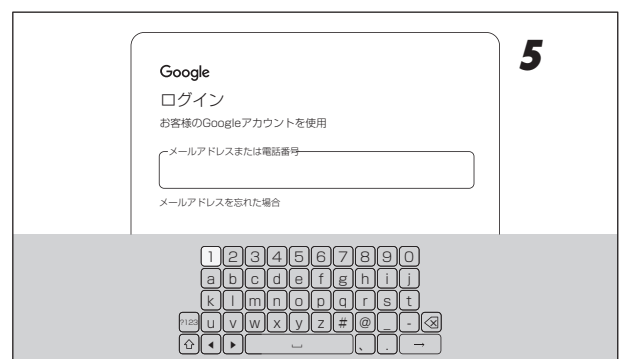 5
Google
ログイン
お客様のGoogleアカウントを使用
メールアドレスまたは電話番号
メールアドレスを忘れた場合
1 2 3 4 5 6 7 8 9 0
a b c d e f g h i j
k l m n o p q r s t
?123 u v w x y z # @ _ -
、 . →